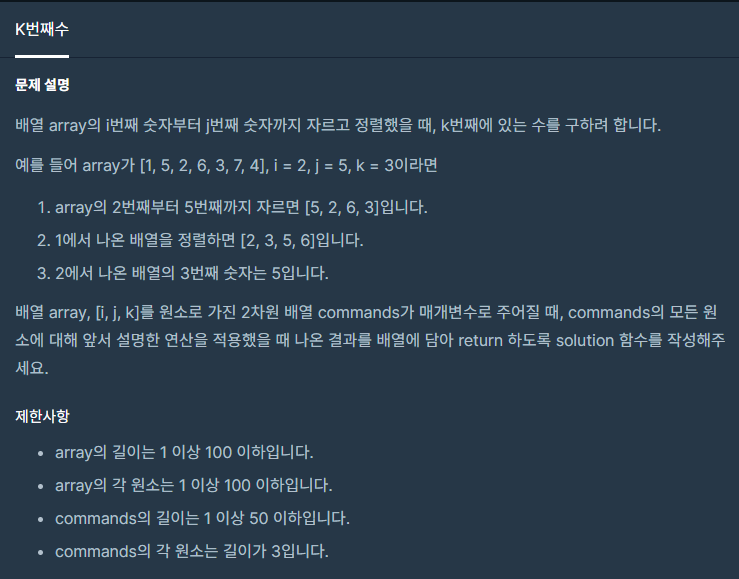 K번째수
문제 설명
배열 array의 i번째 숫자부터 j번째 숫자까지 자르고 정렬했을 때, k번째에 있는 수를 구하려 합니다.
예를 들어 array가 [1, 5, 2, 6, 3, 7, 4], i = 2, j = 5, k = 3이라면
1. array의 2번째부터 5번째까지 자르면 [5, 2, 6, 3]입니다.
2. 1에서 나온 배열을 정렬하면 [2, 3, 5, 6]입니다.
3. 2에서 나온 배열의 3번째 숫자는 5입니다.
배열 array, [i, j, k]를 원소로 가진 2차원 배열 commands가 매개변수로 주어질 때, commands의 모든 원
소에 대해 앞서 설명한 연산을 적용했을 때 나온 결과를 배열에 담아 return 하도록 solution 함수를 작성해주
세요.
제한사항
• array의 길이는 1 이상 100 이하입니다.
• array의 각 원소는 1 이상 100 이하입니다.
• commands의 길이는 1 이상 50 이하입니다.
• commands의 각 원소는 길이가 3입니다.